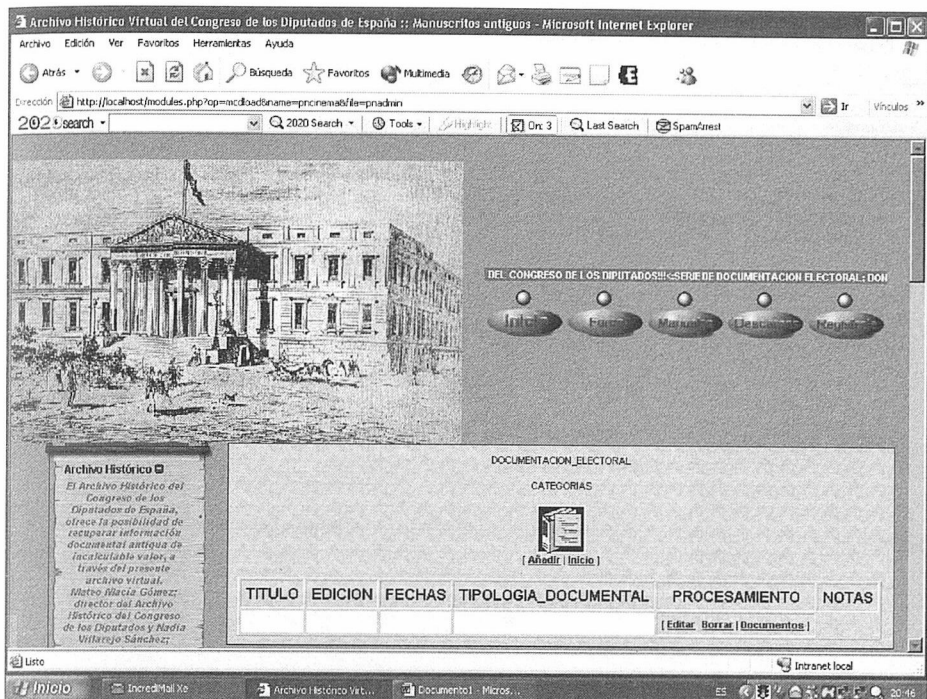 Archivo Histórico Virtual del Congreso de los Diputados de España :: Manuscritos antiguos - Microsoft Internet Explorer
Archivo Edición Ver Favoritos Herramientas Ayuda
Atrás Búsqueda Favoritos Multimedia
Dirección http://localhost/modules.php?op=modload&name=pncinema&file=pnadmin Ir Vínculos »
2020search 2020 Search Tools Highlight On: 3 Last Search SpamArrest
DEL CONGRESO DE LOS DIPUTADOS!!!<SERIE DE DOCUMENTACION ELECTORAL: DON
Inicio Foros
DOCUMENTACION_ELECTORAL
CATEGORIAS
[ Añadir | Inicio ]
Archivo Histórico
El Archivo Histórico del
Congreso de los
Diputados de España,
ofrece la posibilidad de
recuperar información
documental antigua de
incalculable valor, a
través del presente
archivo virtual.
Mateo Maciá Gómez;
director del Archivo
Histórico del Congreso
de los Diputados y Nadia
Villarejo Sánchez;
TITULO EDICION FECHAS TIPOLOGIA_DOCUMENTAL PROCESAMIENTO NOTAS
[ Editar Borrar | Documentos ]
Listo Intranet local
Inicio IncrediMail Xe Archivo Histórico Virt... Documento1 - Micros... ES 20:46